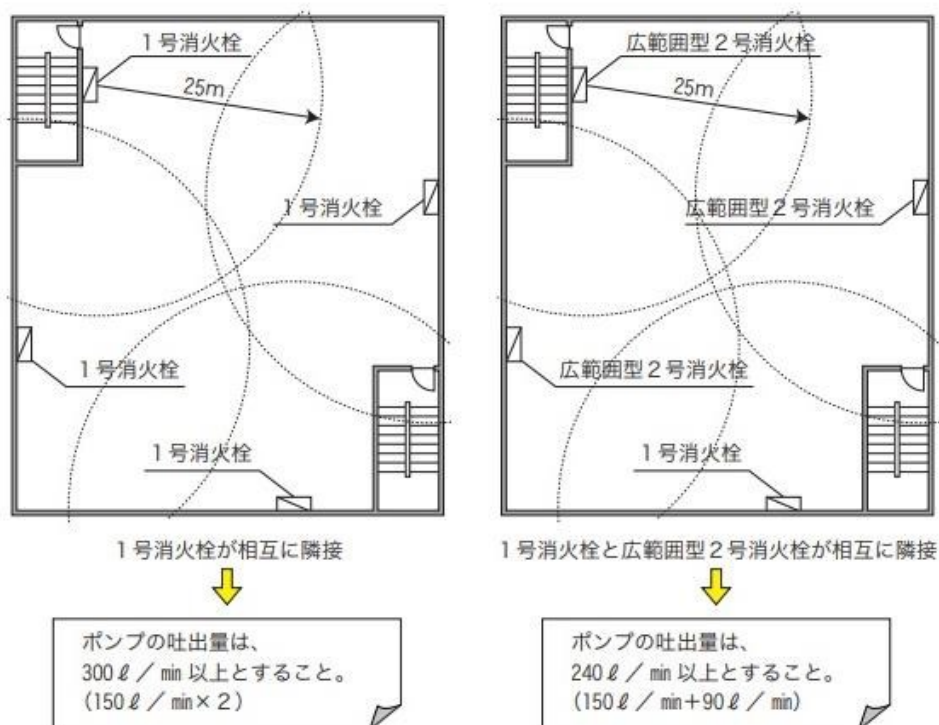 1号消火栓
25m
1号消火栓
1号消火栓
1号消火栓
1号消火栓が相互に隣接
ポンプの吐出量は、
300ℓ／㎜in 以上とすること。
(150ℓ／min×2)
広範囲型2号消火栓
25m
広範囲型2号消火栓
広範囲型2号消火栓
1号消火栓
1号消火栓と広範囲型2号消火栓が相互に隣接
ポンプの吐出量は、
240ℓ／min 以上とすること。
(150ℓ／min＋90ℓ／min)